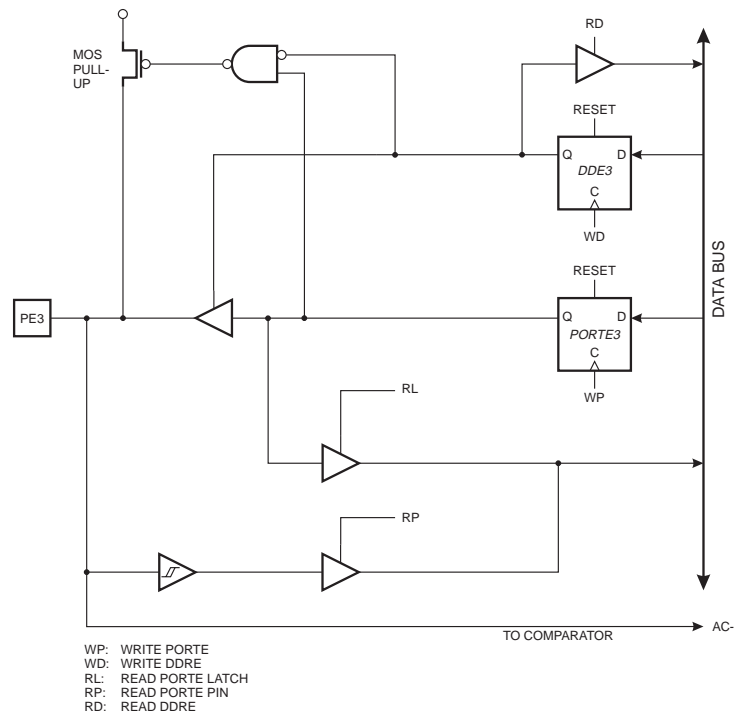 RD
MOS
PULL-
UP
RESET
Q D
DDE3
C
WD
RESET
PE3
Q D
PORTE3
C
WP
DATA BUS
RL
RP
TO COMPARATOR
AC-
WP: WRITE PORTE
WD: WRITE DDRE
RL: READ PORTE LATCH
RP: READ PORTE PIN
RD: READ DDRE